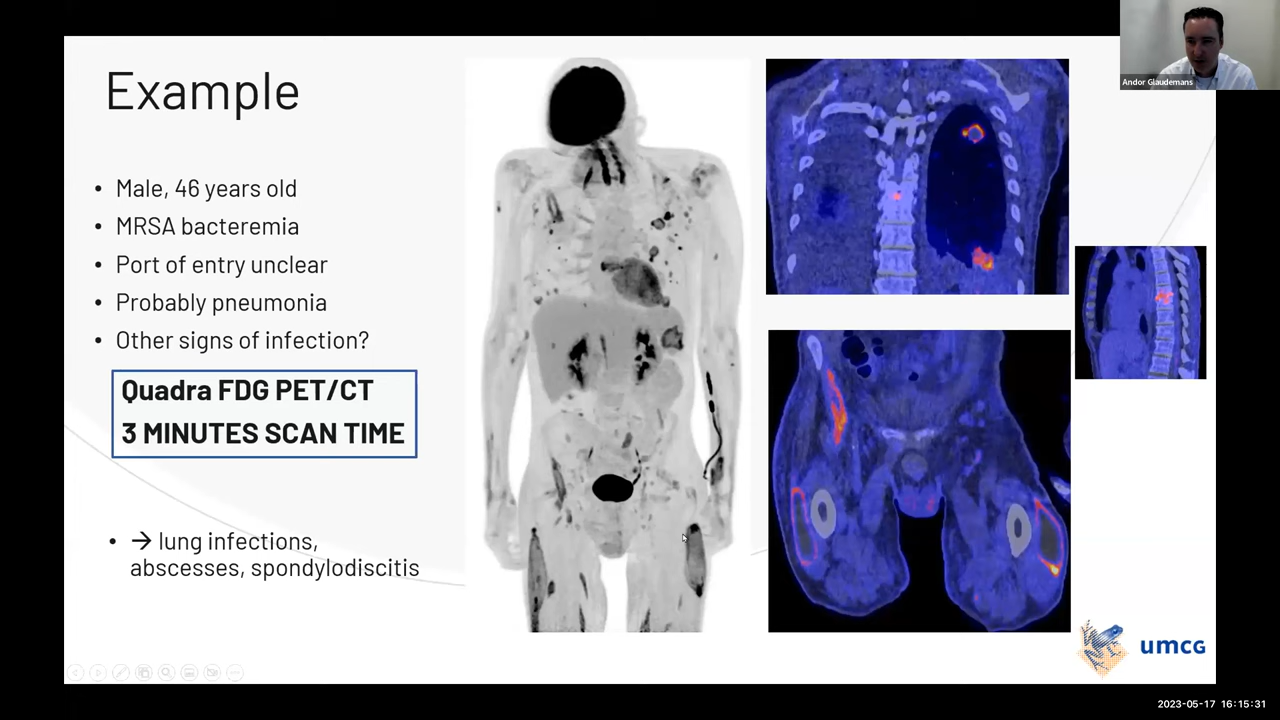 Example
• Male, 46 years old
• MRSA bacteremia
• Port of entry unclear
• Probably pneumonia
• Other signs of infection?
Quadra FDG PET/CT
3 MINUTES SCAN TIME
• → lung infections,
abscesses, spondylodiscitis
Andor Glaudemans
umcg
2023-05-17 16:15:31